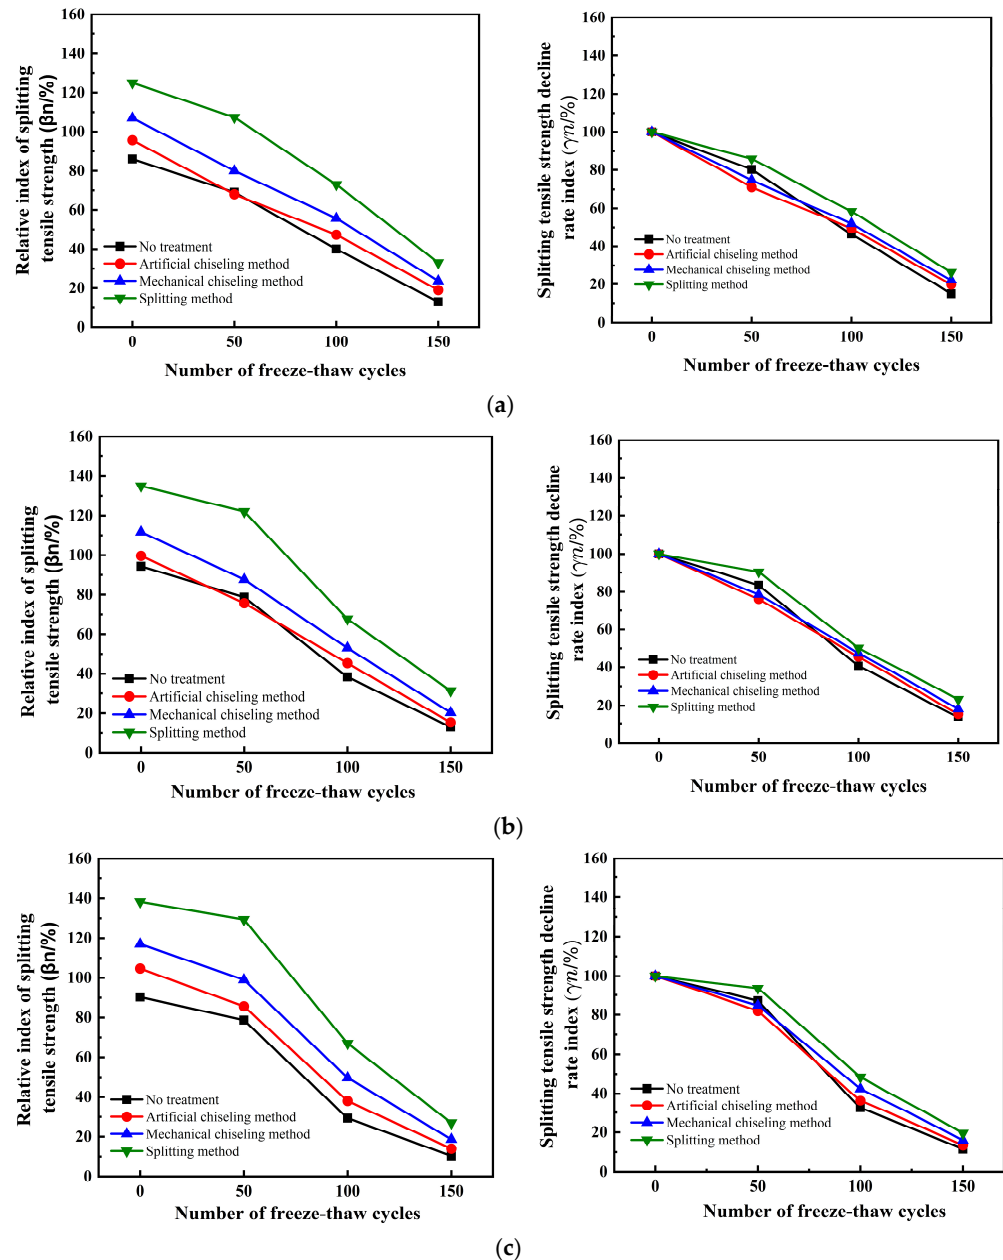 160
140
120
100
80
60
40
20
0
Relative index of splitting
tensile strength (βn/%)
No treatment
Artificial chiseling method
Mechanical chiseling method
Splitting method
0 50 100 150
Number of freeze-thaw cycles
160
140
120
100
80
60
40
20
0
Splitting tensile strength decline
rate index (γn/%)
No treatment
Artificial chiseling method
Mechanical chiseling method
Splitting method
0 50 100 150
Number of freeze-thaw cycles
(a)
160
140
120
100
80
60
40
20
0
Relative index of splitting
tensile strength (βn/%)
No treatment
Artificial chiseling method
Mechanical chiseling method
Splitting method
0 50 100 150
Number of freeze-thaw cycles
160
140
120
100
80
60
40
20
0
Splitting tensile strength decline
rate index (γn/%)
No treatment
Artificial chiseling method
Mechanical chiseling method
Splitting method
0 50 100 150
Number of freeze-thaw cycles
(b)
160
140
120
100
80
60
40
20
0
Relative index of splitting
tensile strength (βn/%)
No treatment
Artificial chiseling method
Mechanical chiseling method
Splitting method
0 50 100 150
Number of freeze-thaw cycles
160
140
120
100
80
60
40
20
0
Splitting tensile strength decline
rate index (γn/%)
No treatment
Artificial chiseling method
Mechanical chiseling method
Splitting method
0 50 100 150
Number of freeze-thaw cycles
(c)